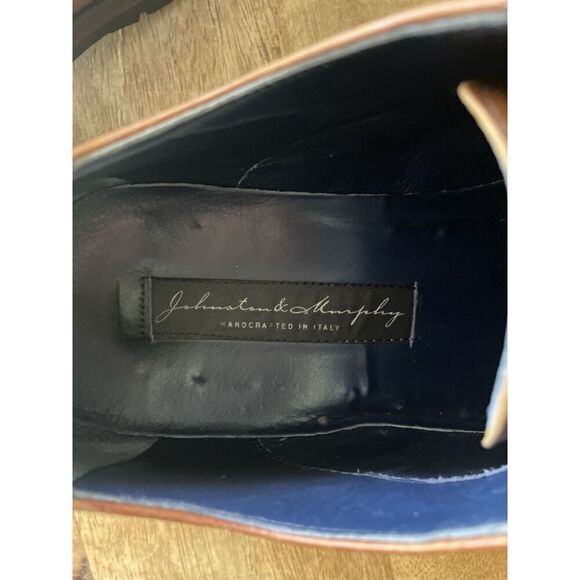 Johnston & Murphy
HANDCRAFTED IN ITALY